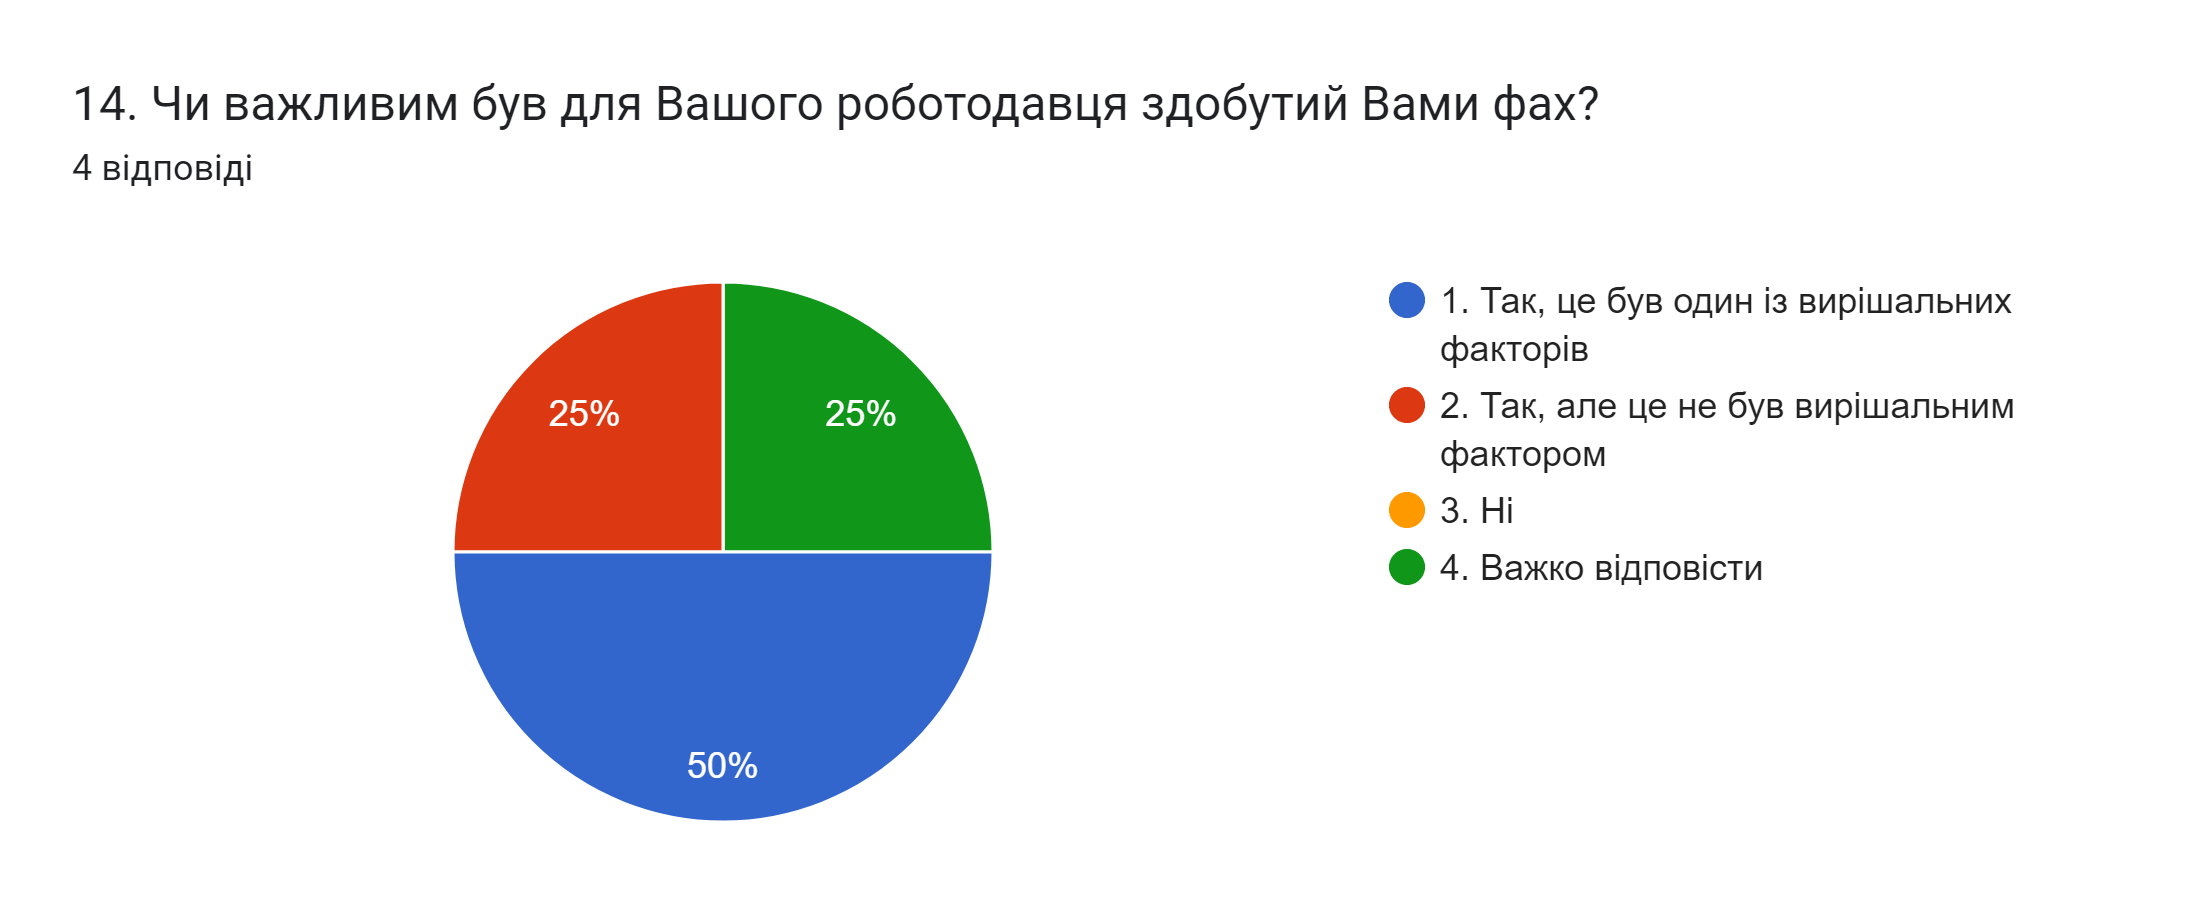 14. Чи важливим був для Вашого роботодавця здобутий Вами фах?
4 відповіді
25%
25%
50%
1. Так, це був один із вирішальних
факторів
2. Так, але це не був вирішальним
фактором
3. Ні
4. Важко відповісти